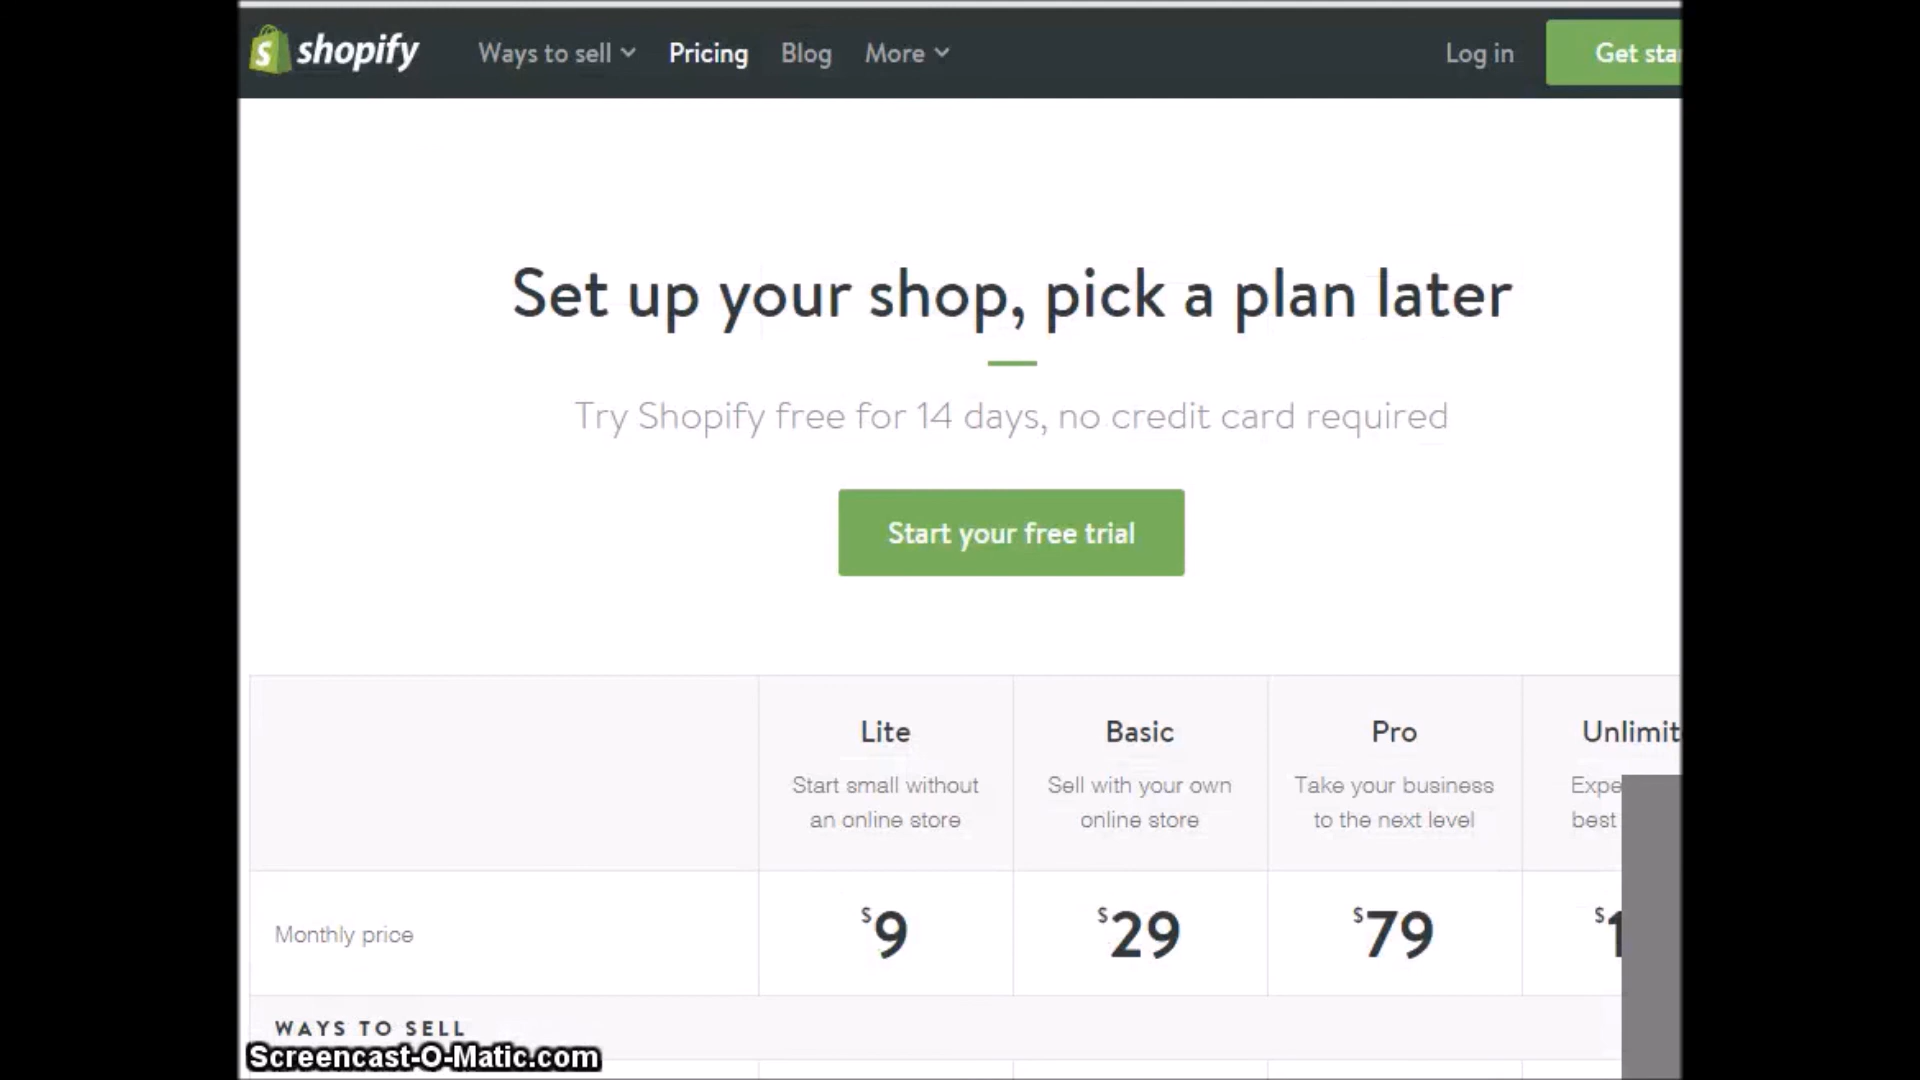 shopify Ways to sell Pricing Blog More Log in Get
Set up your shop, pick a plan later
Try Shopify free for 14 days, no credit card required
Start your free trial
Lite Basic Pro
Start small without Sell with your own Take your business
an online store online store to the next level best
Monthly price $9 $29 $79
WAYS TO SELL
Screencast-O-Matic.com